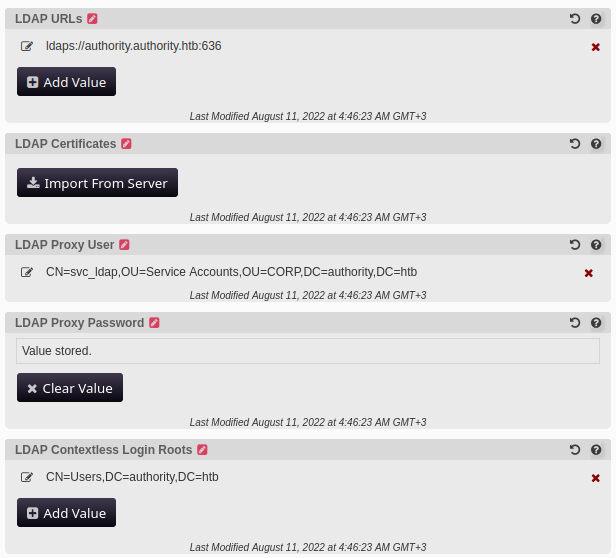 LDAP URLs
ldaps://authority.authority.htb:636
Add Value
Last Modified August 11, 2022 at 4:46:23 AM GMT+3
LDAP Certificates
Import From Server
Last Modified August 11, 2022 at 4:46:23 AM GMT+3
LDAP Proxy User
CN=svc_ldap,OU=Service Accounts,OU=CORP,DC=authority,DC=htb
Last Modified August 11, 2022 at 4:46:23 AM GMT+3
LDAP Proxy Password
Value stored.
Clear Value
Last Modified August 11, 2022 at 4:46:23 AM GMT+3
LDAP Contextless Login Roots
CN=Users,DC=authority,DC=htb
Add Value
Last Modified August 11, 2022 at 4:46:23 AM GMT+3